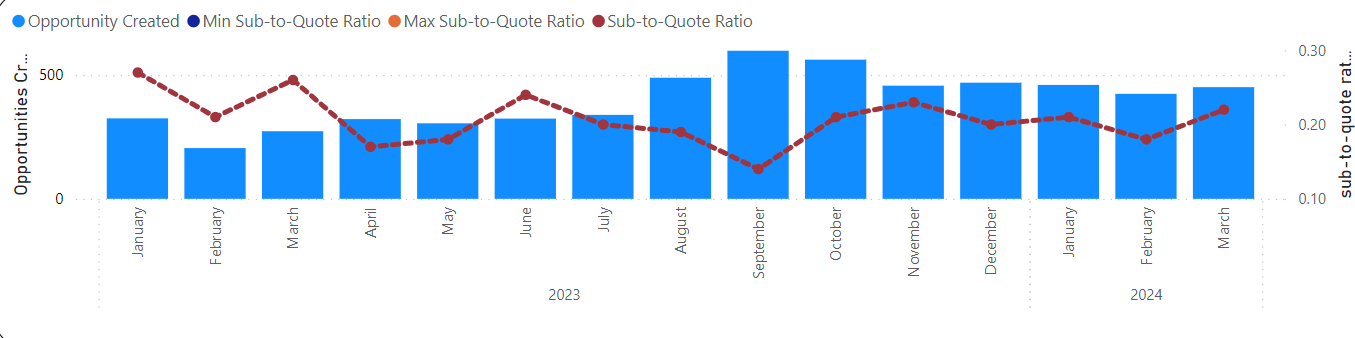 Opportunity Created Min Sub-to-Quote Ratio Max Sub-to-Quote Ratio Sub-to-Quote Ratio
Opportunities Cr...
500
0
0.30
0.20
0.10
sub-to-quote rat...
January
February
March
April
May
June
July
August
September
October
November
December
January
February
March
2023
2024